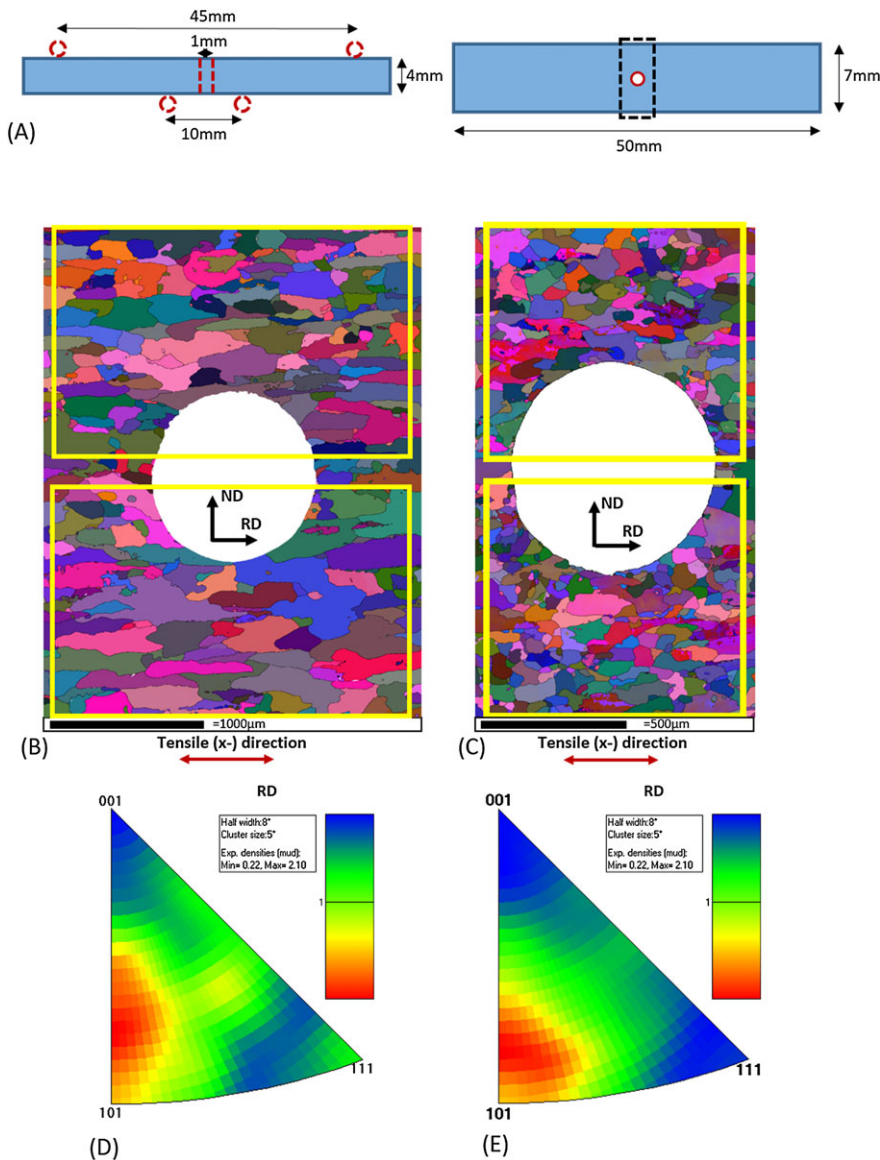 45mm
1mm
4mm
10mm
(A)
7mm
50mm
ND
RD
ND
RD
=1000µm
=500µm
(B)
Tensile (x-) direction
(C)
Tensile (x-) direction
RD
001
Half width:8°
Cluster size:5°
Exp. densities (mud):
Min= 0.22, Max= 2.10
1
111
101
(D)
RD
001
Half width:8°
Cluster size:5°
Exp. densities (mud):
Min= 0.22, Max= 2.10
1
111
101
(E)